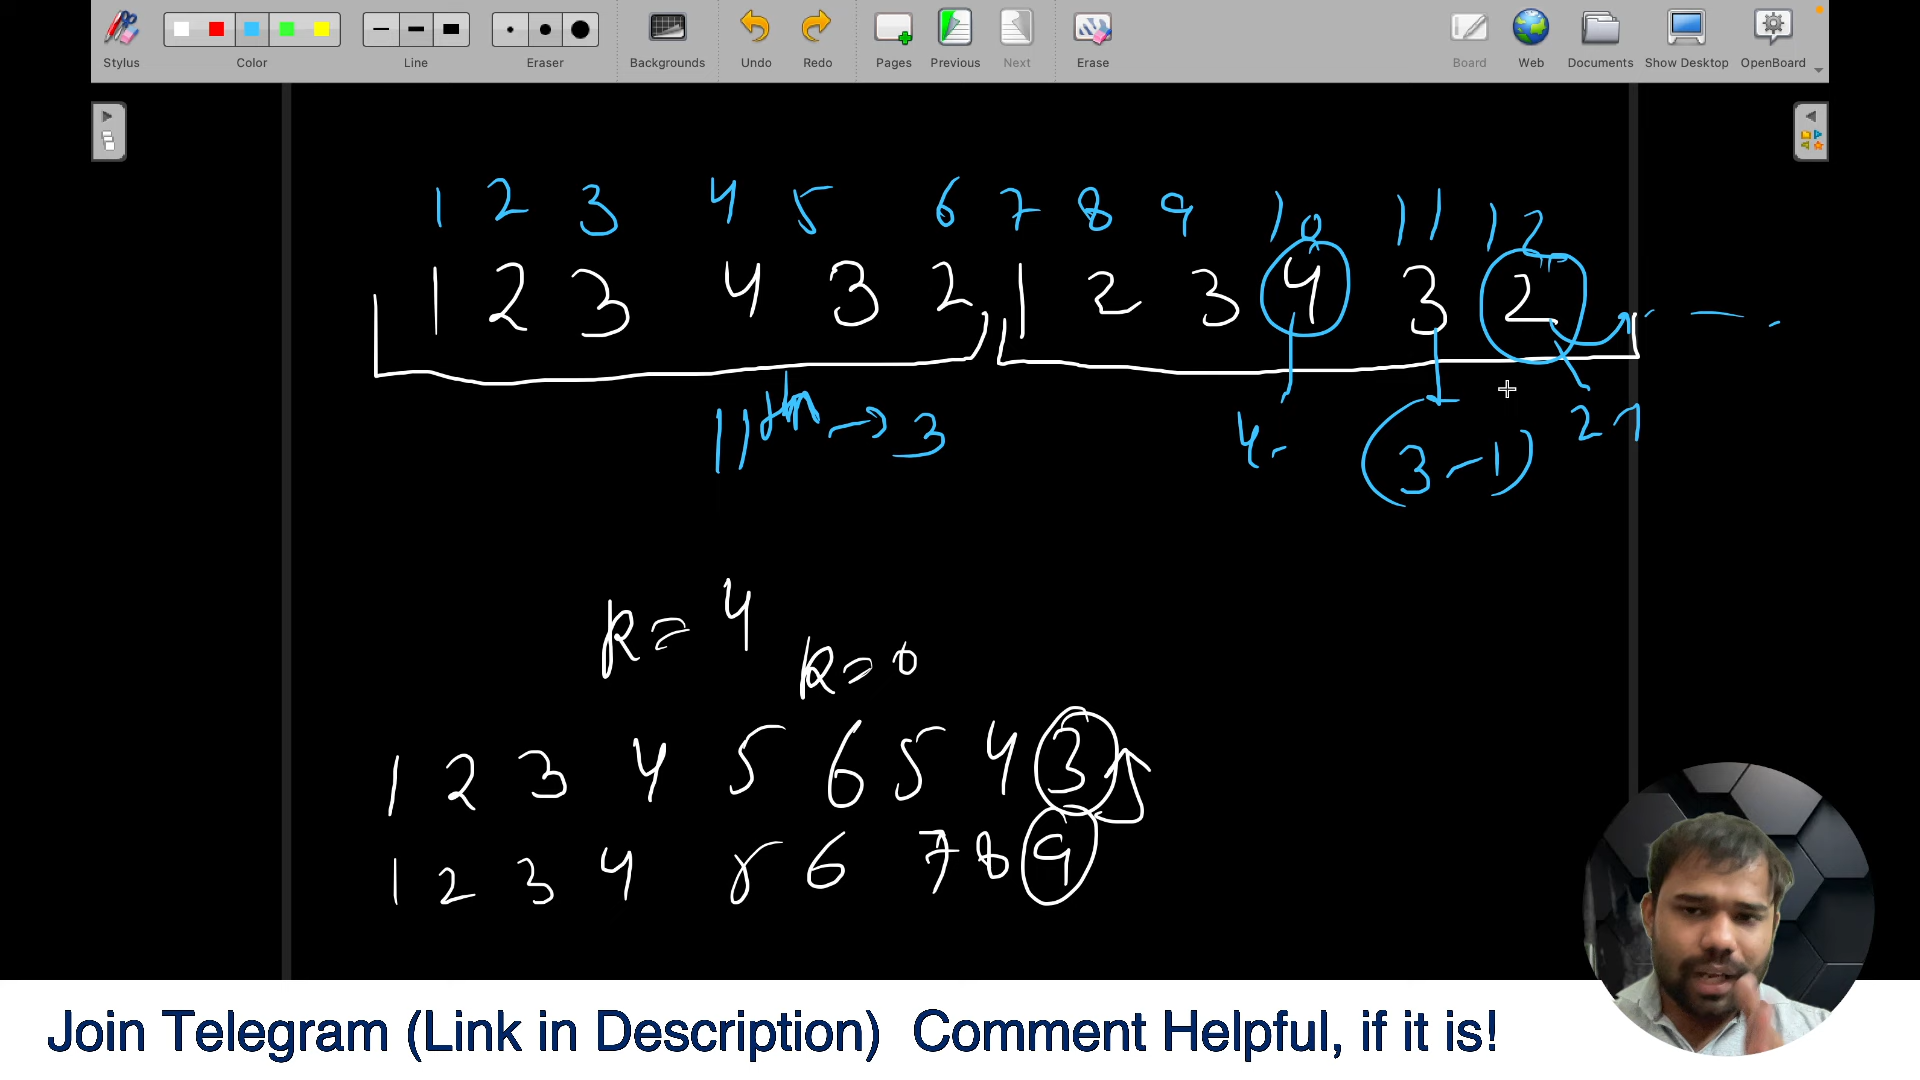 Stylus Color Line Eraser Backgrounds Undo Redo Pages Previous Next Erase Board Web Documents Show Desktop OpenBoard
1 2 3 4 5 6 7 8 9 10 11 12
1 2 3 4 3 2 1 2 3 4 3 2
11th → 3 4- (3-1) 2 1
k = 4
k = 0
1 2 3 4 5 6 5 4 3
1 2 3 4 5 6 7 8 9
Join Telegram (Link in Description) Comment Helpful, if it is!